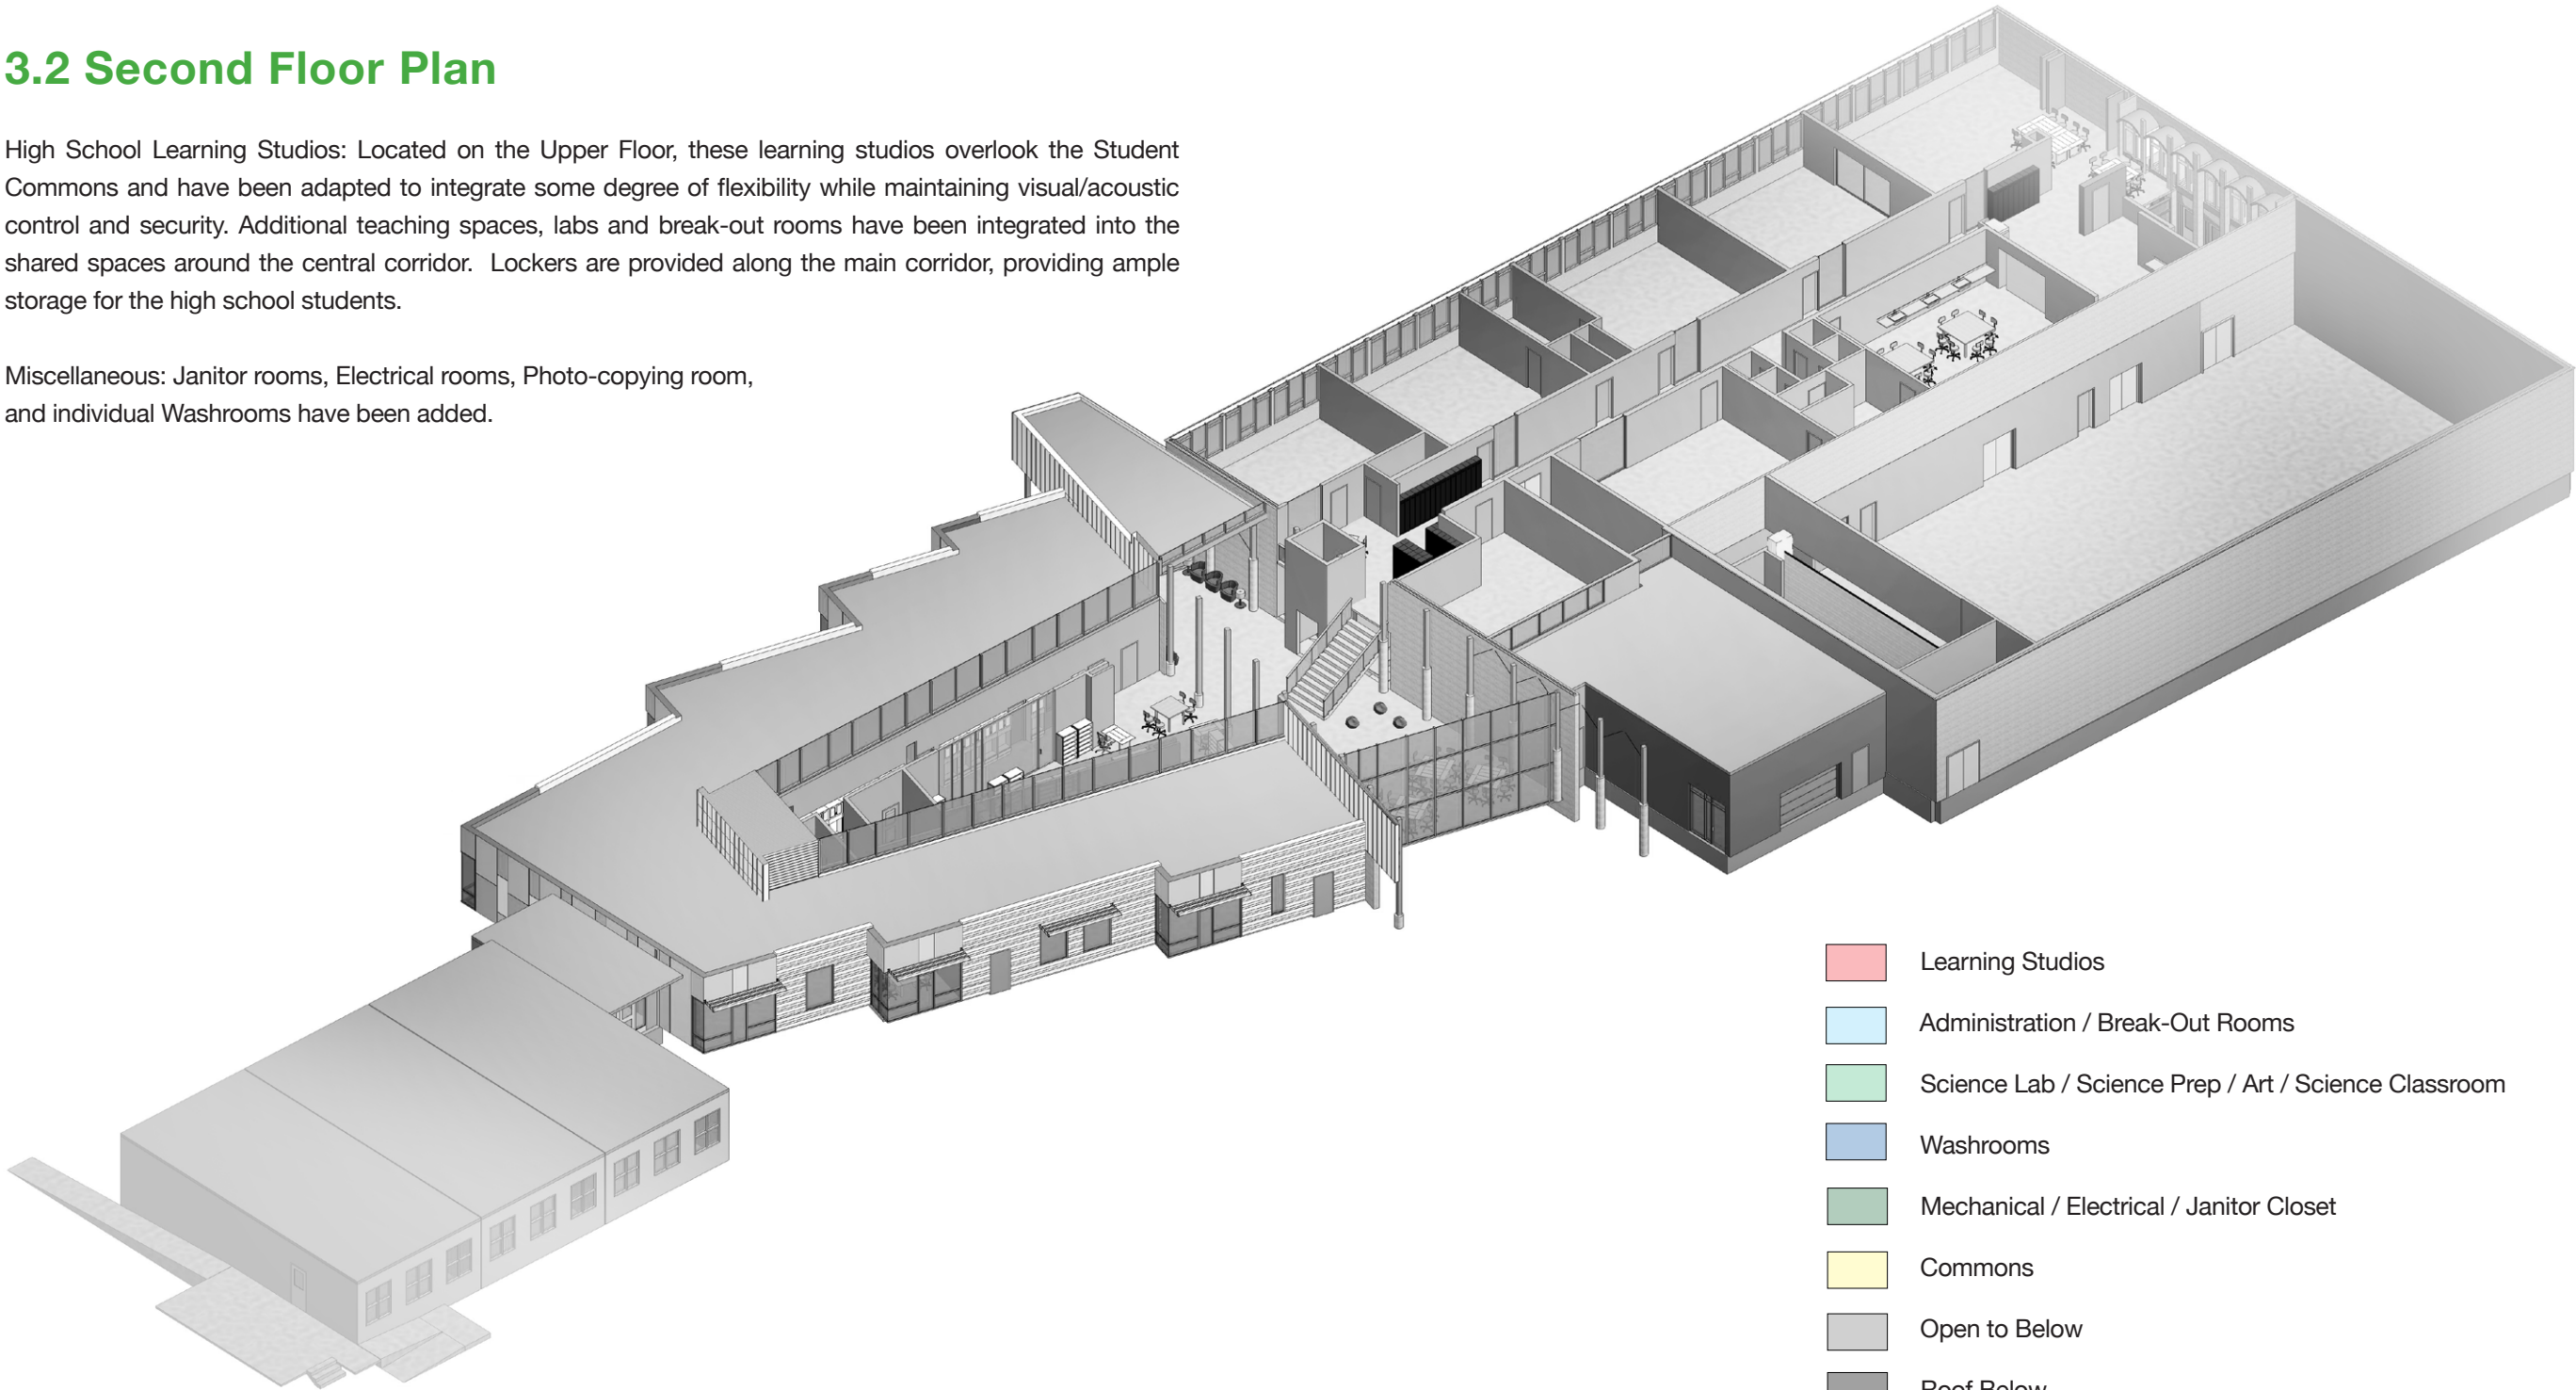 3.2 Second Floor Plan
High School Learning Studios: Located on the Upper Floor, these learning studios overlook the Student
Commons and have been adapted to integrate some degree of flexibility while maintaining visual/acoustic
control and security. Additional teaching spaces, labs and break-out rooms have been integrated into the
shared spaces around the central corridor. Lockers are provided along the main corridor, providing ample
storage for the high school students.
Miscellaneous: Janitor rooms, Electrical rooms, Photo-copying room,
and individual Washrooms have been added.
Learning Studios
Administration / Break-Out Rooms
Science Lab / Science Prep / Art / Science Classroom
Washrooms
Mechanical / Electrical / Janitor Closet
Commons
Open to Below
Roof Below